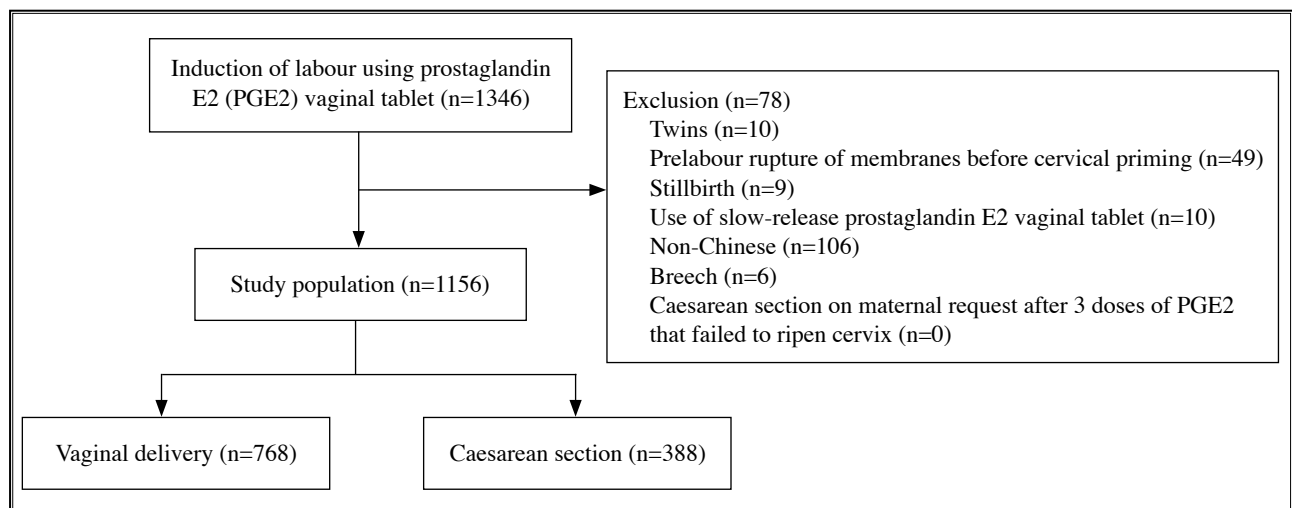 Induction of labour using prostaglandin
E2 (PGE2) vaginal tablet (n=1346)
Exclusion (n=78)
Twins (n=10)
Prelabour rupture of membranes before cervical priming (n=49)
Stillbirth (n=9)
Use of slow-release prostaglandin E2 vaginal tablet (n=10)
Non-Chinese (n=106)
Breech (n=6)
Caesarean section on maternal request after 3 doses of PGE2
that failed to ripen cervix (n=0)
Study population (n=1156)
Vaginal delivery (n=768)
Caesarean section (n=388)